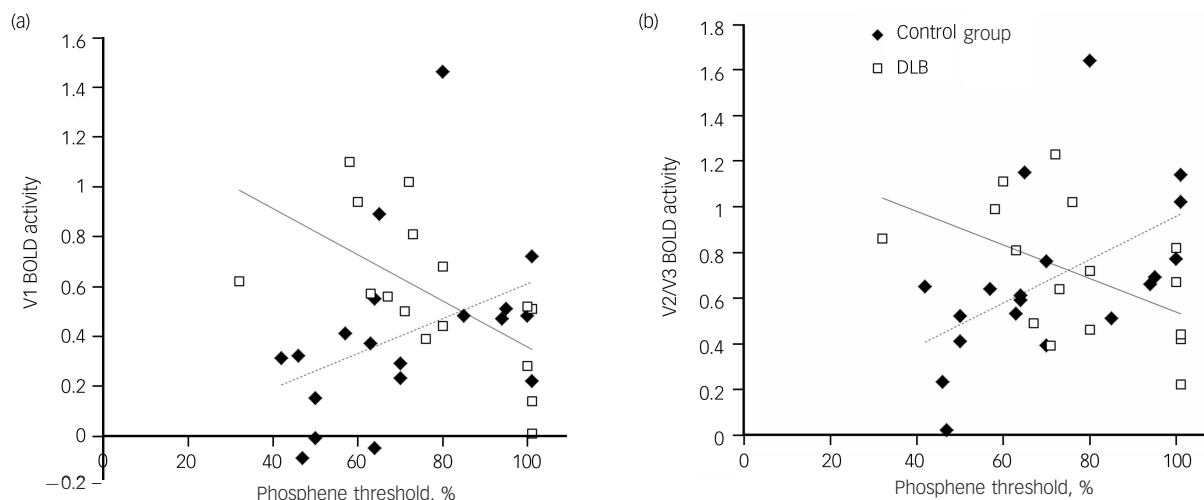 (a)
1.6
1.4
1.2
1
0.8
0.6
0.4
0.2
0
−0.2
V1 BOLD activity
0 20 40 60 80 100
Phosphene threshold, %
(b)
1.8
1.6
1.4
1.2
1
0.8
0.6
0.4
0.2
0
V2/V3 BOLD activity
Control group
DLB
0 20 40 60 80 100
Phosphene threshold, %